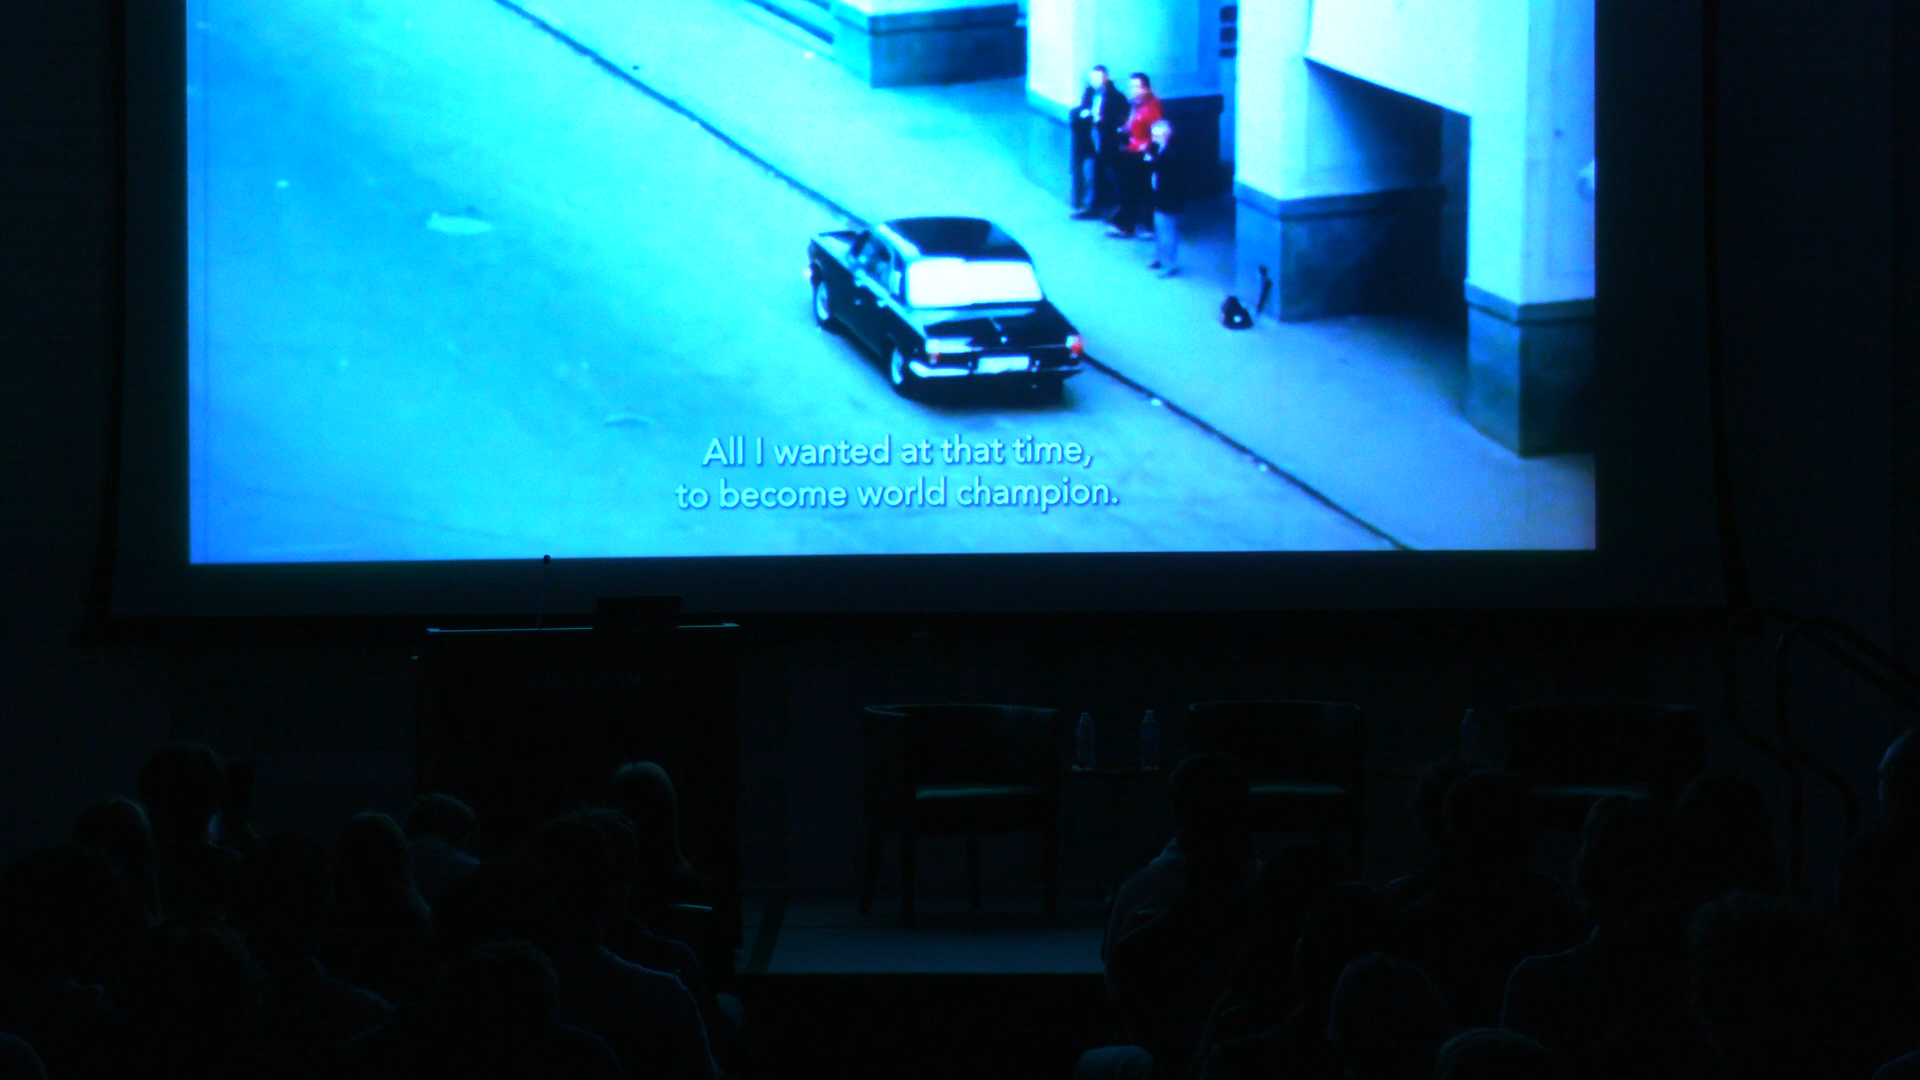 All I wanted at that time,
to become world champion.